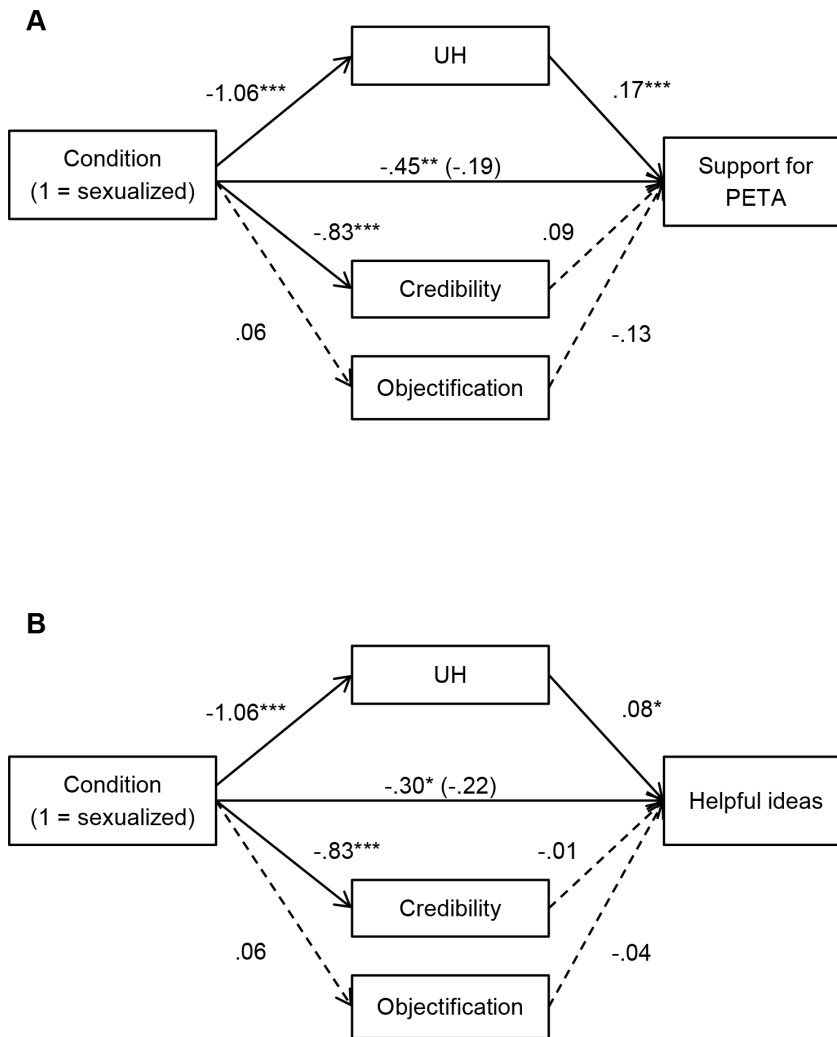 A
UH
-1.06***
.17***
Condition
(1 = sexualized)
-.45** (-.19)
Support for
PETA
-.83***
.09
Credibility
.06
-.13
Objectification
B
UH
-1.06***
.08*
Condition
(1 = sexualized)
-.30* (-.22)
Helpful ideas
-.83***
-.01
Credibility
.06
-.04
Objectification